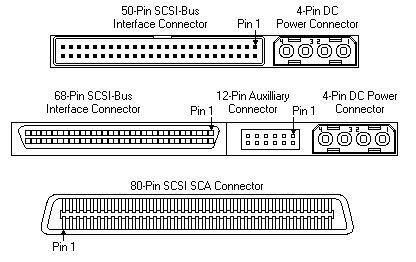 50-Pin SCSI-Bus
Interface Connector
Pin 1
4-Pin DC
Power Connector
4 3 2 1
68-Pin SCSI-Bus
Interface Connector
Pin 1
12-Pin Auxilliary
Connector
Pin 1
4-Pin DC Power
Connector
4 3 2 1
80-Pin SCSI SCA Connector
Pin 1